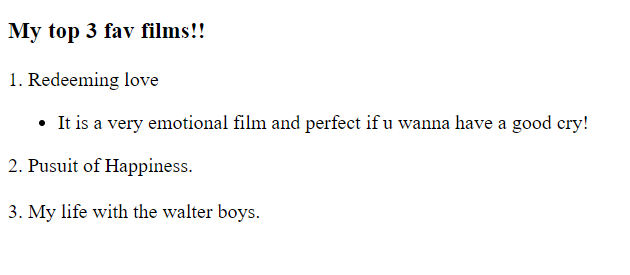 My top 3 fav films!!
1. Redeeming love
• It is a very emotional film and perfect if u wanna have a good cry!
2. Pusuit of Happiness.
3. My life with the walter boys.